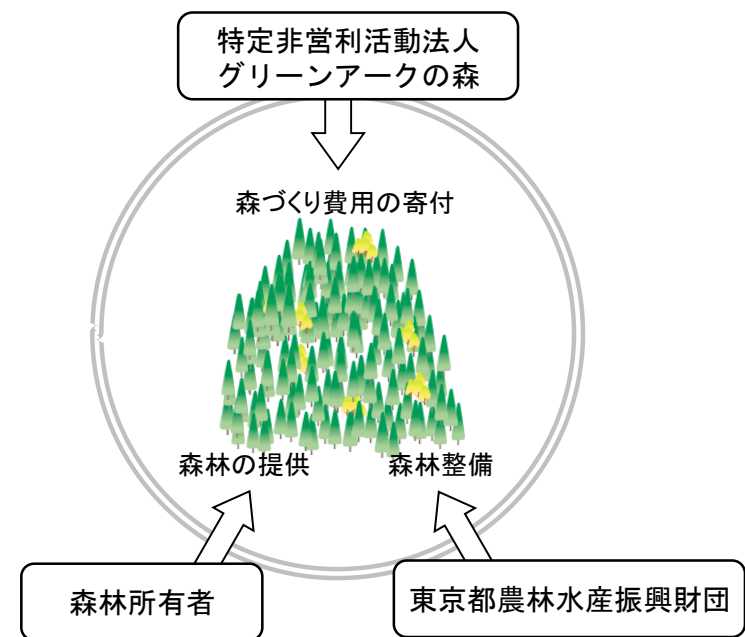 特定非営利活動法人
グリーンアークの森
森づくり費用の寄付
森林の提供
森林整備
森林所有者
東京都農林水産振興財団